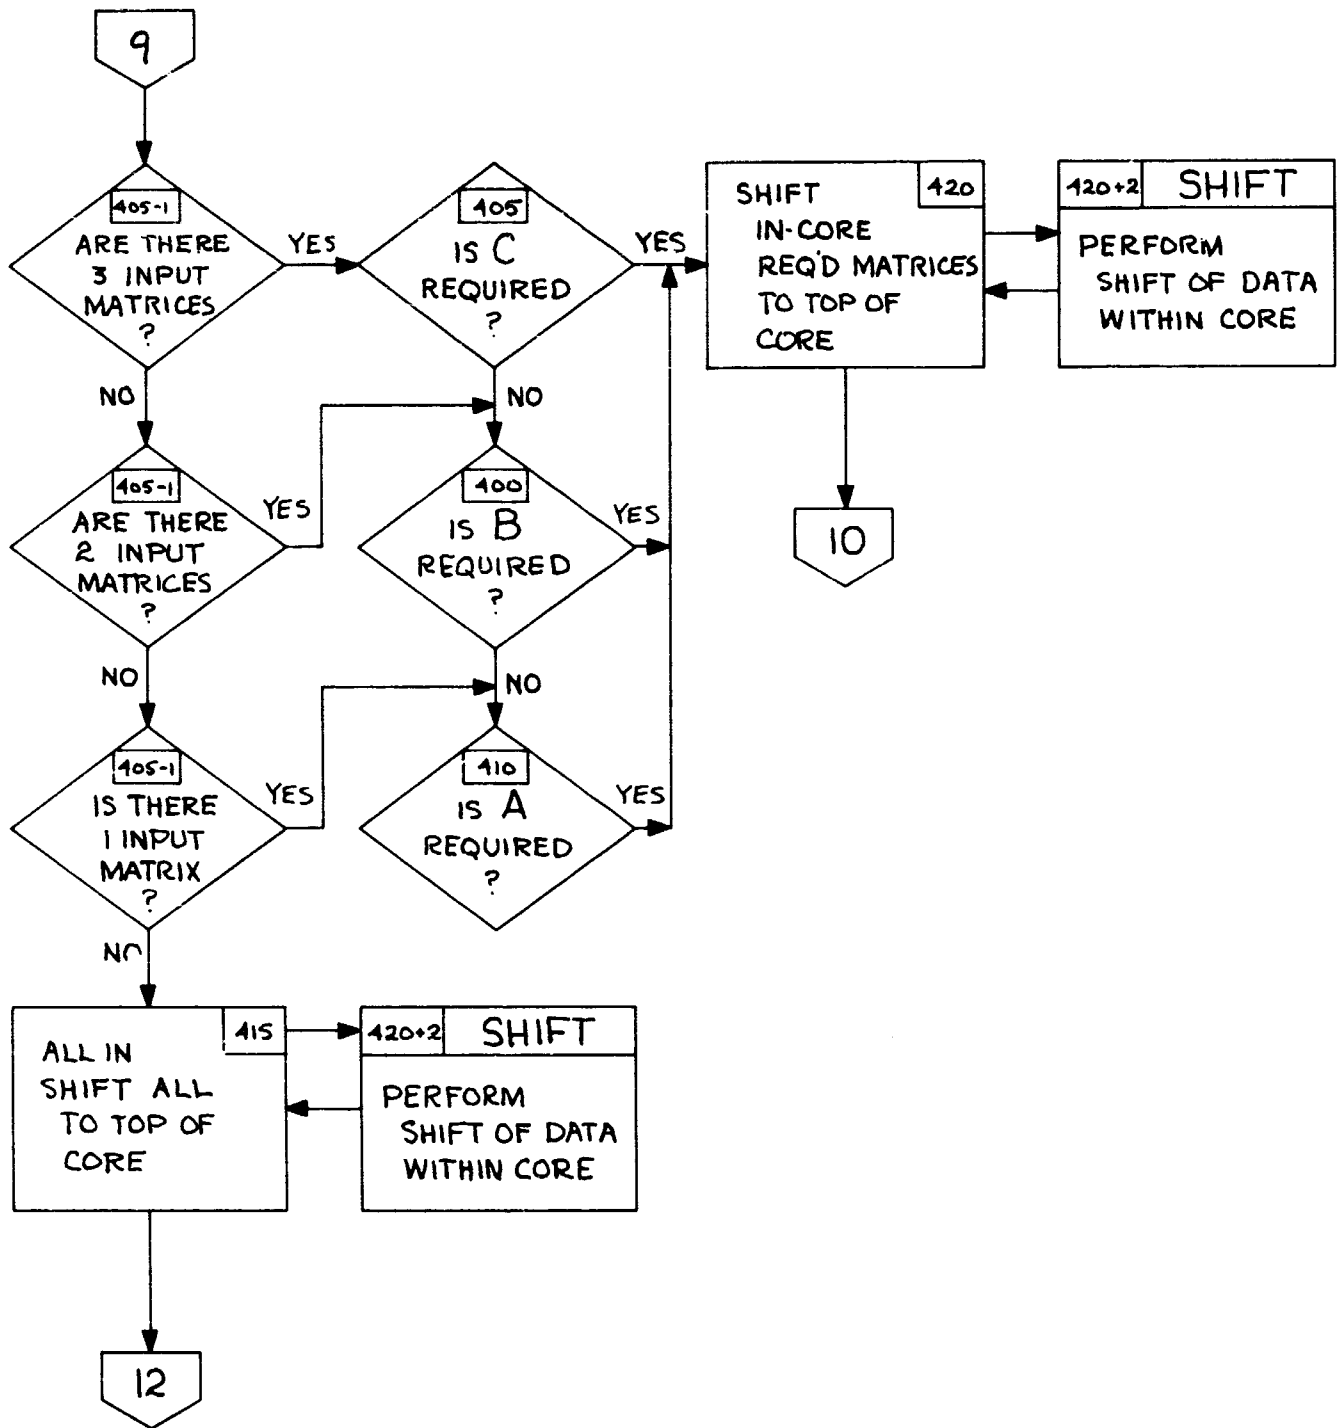 9
405-1
ARE THERE
3 INPUT
MATRICES
?
YES
NO
405
IS C
REQUIRED
?
YES
NO
420
SHIFT
IN-CORE
REQ'D MATRICES
TO TOP OF
CORE
420+2 SHIFT
PERFORM
SHIFT OF DATA
WITHIN CORE
10
405-1
ARE THERE
2 INPUT
MATRICES
?
YES
NO
400
IS B
REQUIRED
?
YES
NO
405-1
IS THERE
1 INPUT
MATRIX
?
YES
NO
410
IS A
REQUIRED
?
YES
415
ALL IN
SHIFT ALL
TO TOP OF
CORE
420+2 SHIFT
PERFORM
SHIFT OF DATA
WITHIN CORE
12